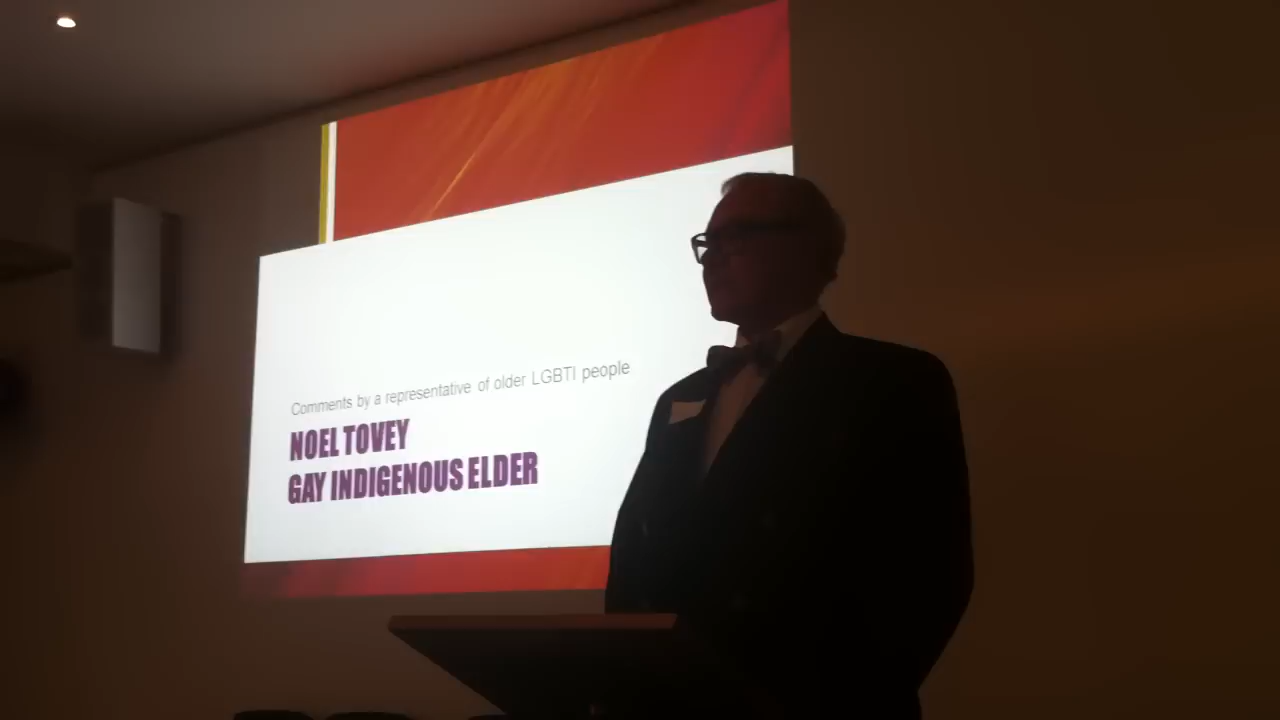 Comments by a representative of older LGBTI people
NOEL TOVEY
GAY INDIGENOUS ELDER